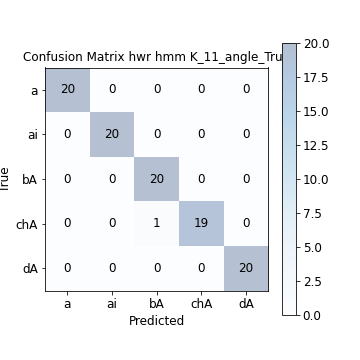 Confusion Matrix hwr hmm K_11_angle_Tru
a 20 0 0 0 0
ai 0 20 0 0 0
bA 0 0 20 0 0
chA 0 0 1 19 0
dA 0 0 0 0 20
a ai bA chA dA
Predicted
True
20.0
17.5
15.0
12.5
10.0
7.5
5.0
2.5
0.0